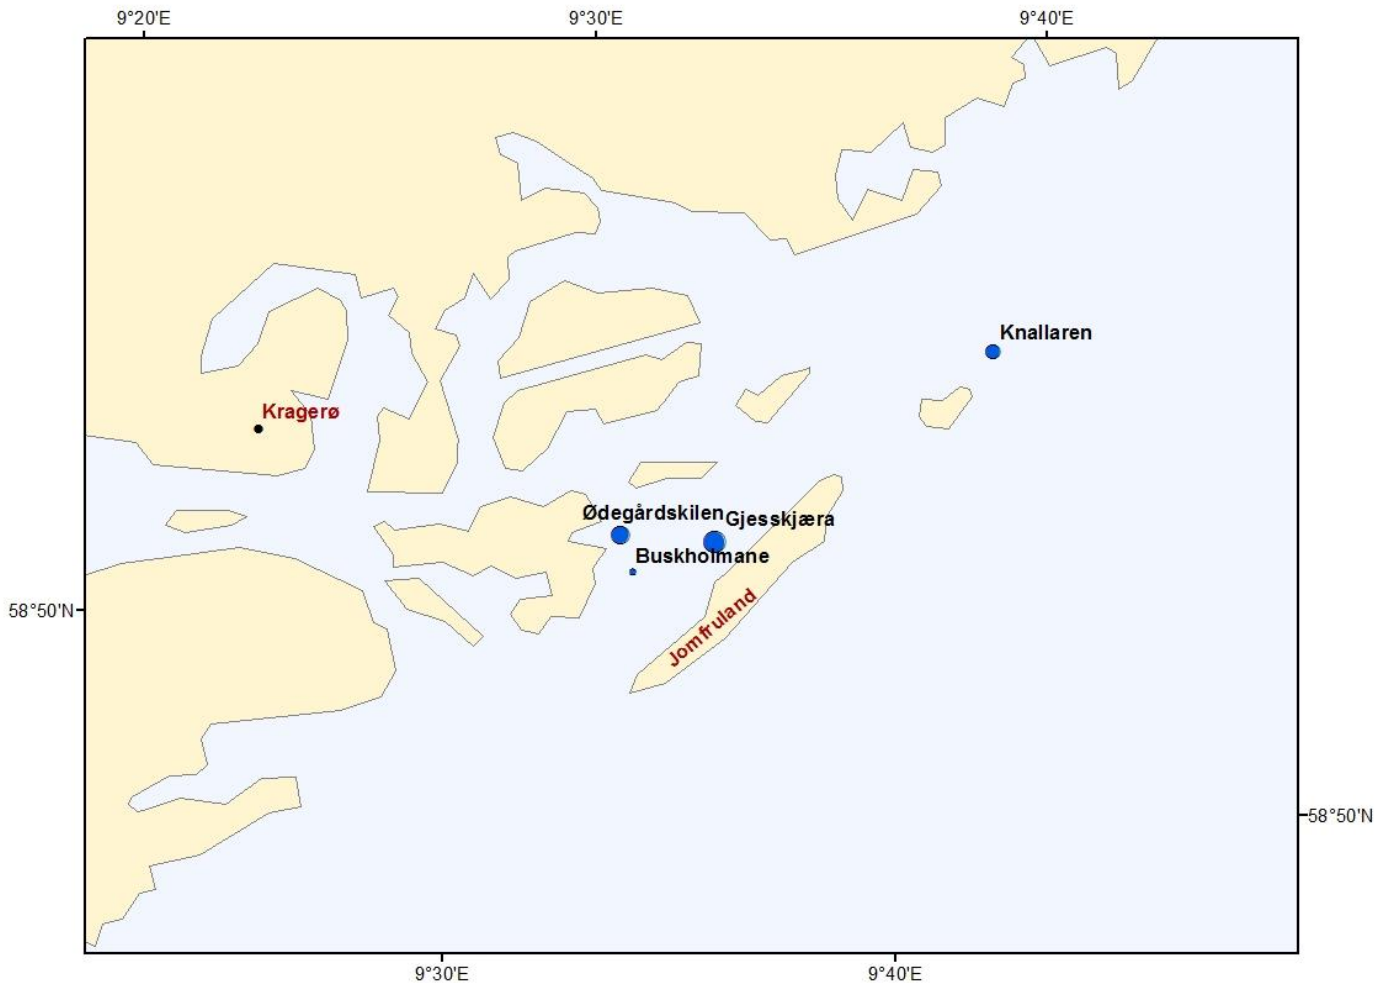 9°20'E
9°30'E
9°40'E
Knallaren
Kragerø
Ødegårdskilen
Gjesskjæra
Buskholmane
Jomfruland
58°50'N
58°50'N
9°30'E
9°40'E